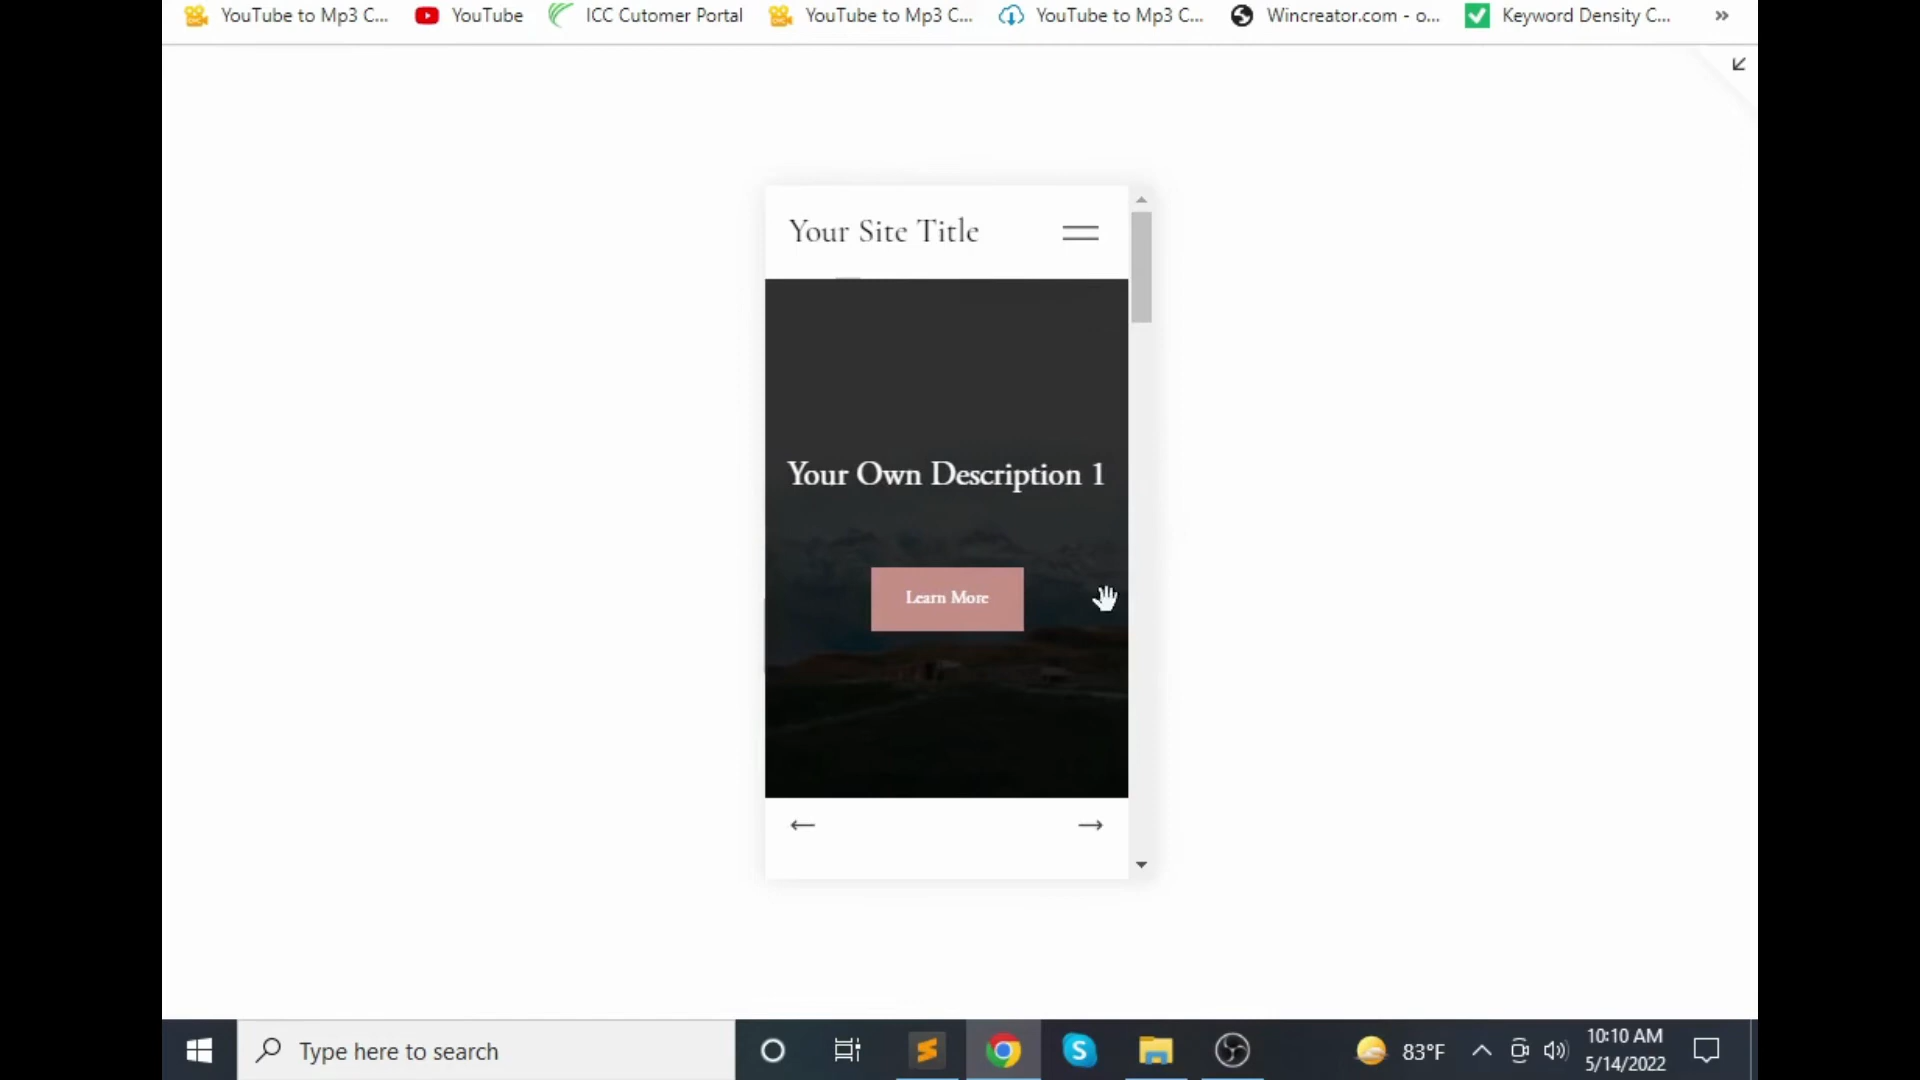 YouTube to Mp3 C... YouTube ICC Cutomer Portal YouTube to Mp3 C... YouTube to Mp3 C... Wincreator.com - o... Keyword Density C... »
Your Site Title
Your Own Description 1
Learn More
← →
Type here to search
83°F
10:10 AM
5/14/2022